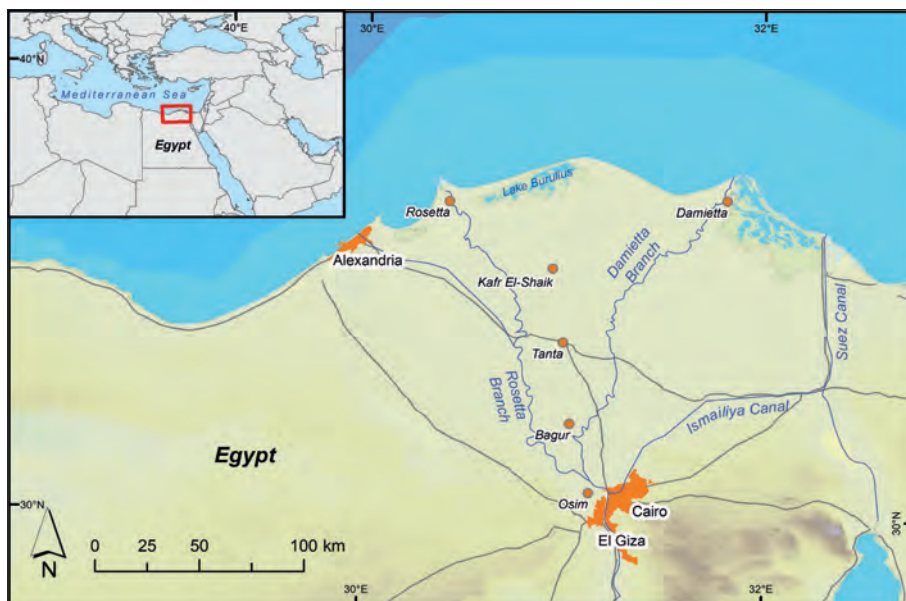 40°E
40°N
Mediterranean Sea
Egypt
30°E
32°E
Lake Burullus
Rosetta
Damietta
Alexandria
Kafr El-Shaik
Damietta
Branch
Suez Canal
Tanta
Rosetta
Branch
Ismailiya Canal
Bagur
Egypt
Osim
Cairo
El Giza
30°N
30°N
0 25 50 100 km
N
30°E
32°E